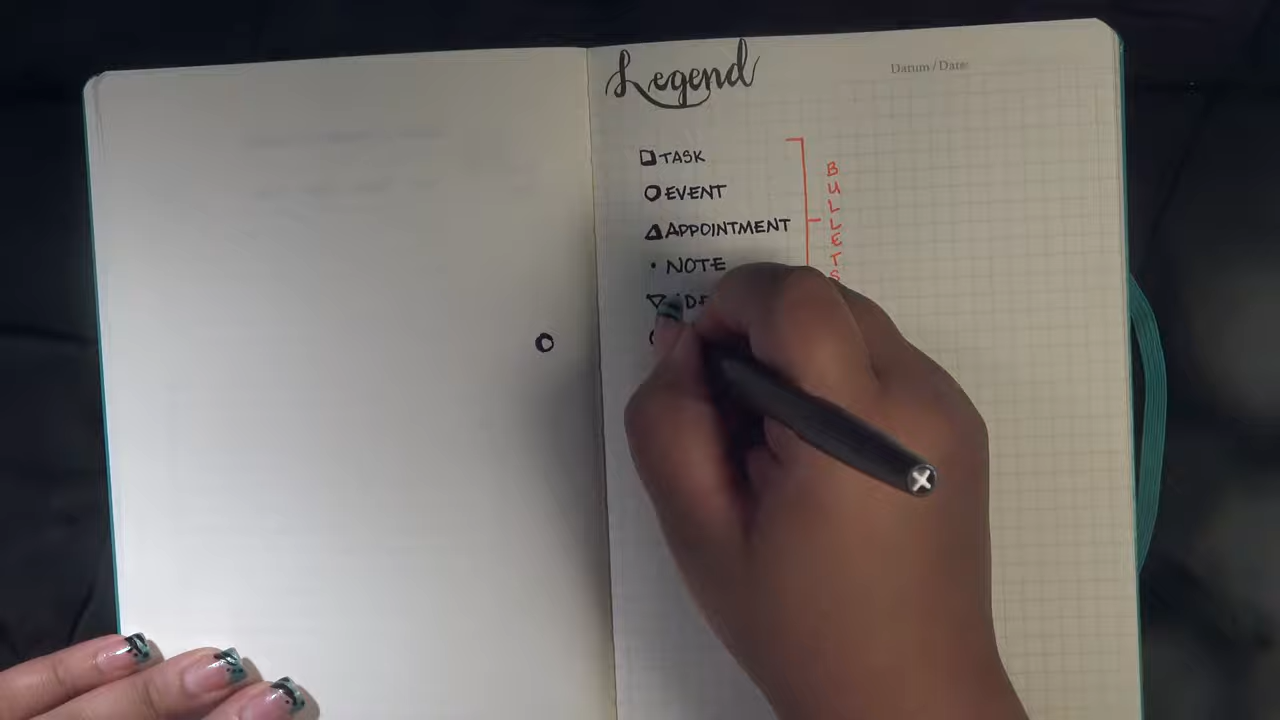 Legend
Datum / Date:
TASK
EVENT
APPOINTMENT
NOTE
BULLETS